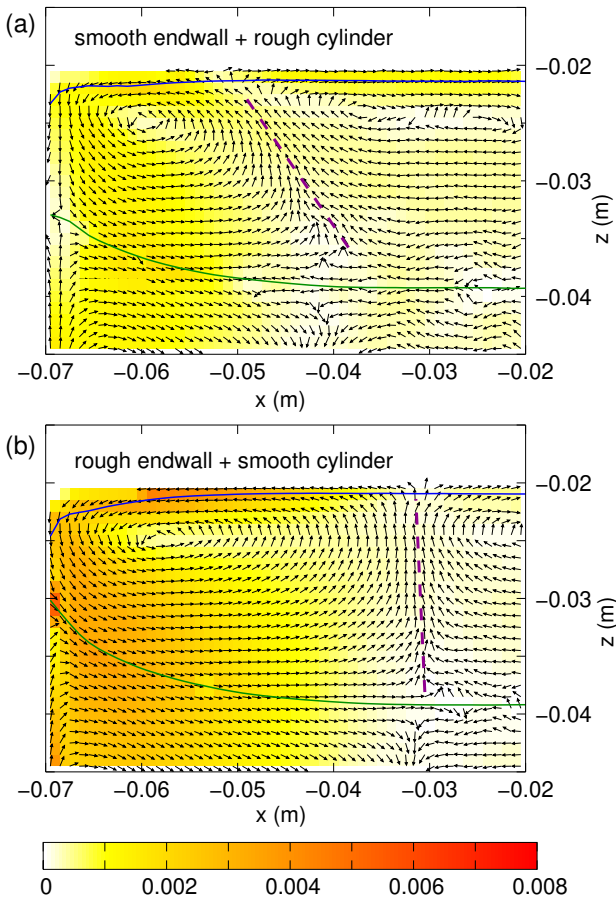 (a)
smooth endwall + rough cylinder
−0.02
−0.03
−0.04
z (m)
−0.07 −0.06 −0.05 −0.04 −0.03 −0.02
x (m)
(b)
rough endwall + smooth cylinder
−0.02
−0.03
−0.04
z (m)
−0.07 −0.06 −0.05 −0.04 −0.03 −0.02
x (m)
0 0.002 0.004 0.006 0.008